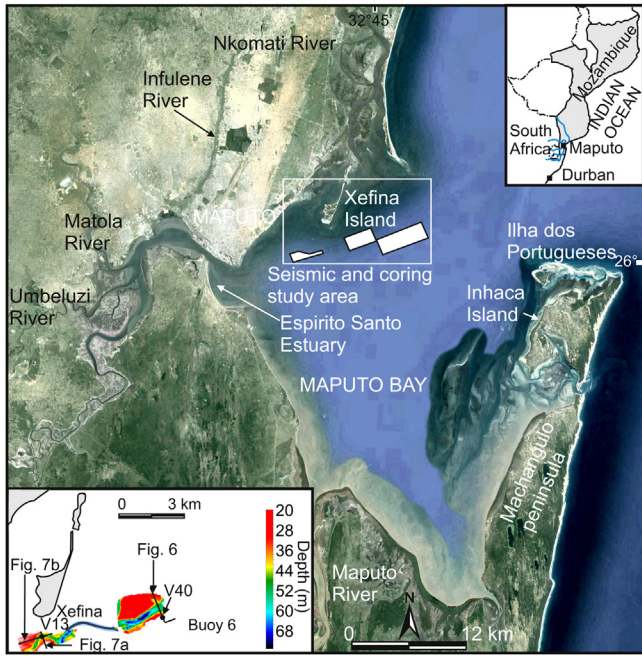 32°45'
Nkomati River
Infulene
River
MAPUTO
Matola
River
Umbeluzi
River
Xefina
Island
Seismic and coring
study area
Espirito Santo
Estuary
Ilha dos
Portugueses
26°
Inhaca
Island
MAPUTO BAY
Machangulo
peninsula
Maputo
River
N
0 12 km
Mozambique
INDIAN
OCEAN
South
Africa
Maputo
Durban
0 3 km
20
28
36
44
52
60
68
Depth (m)
Fig. 6
Fig. 7b
V40
Xefina
V13
Buoy 6
Fig. 7a